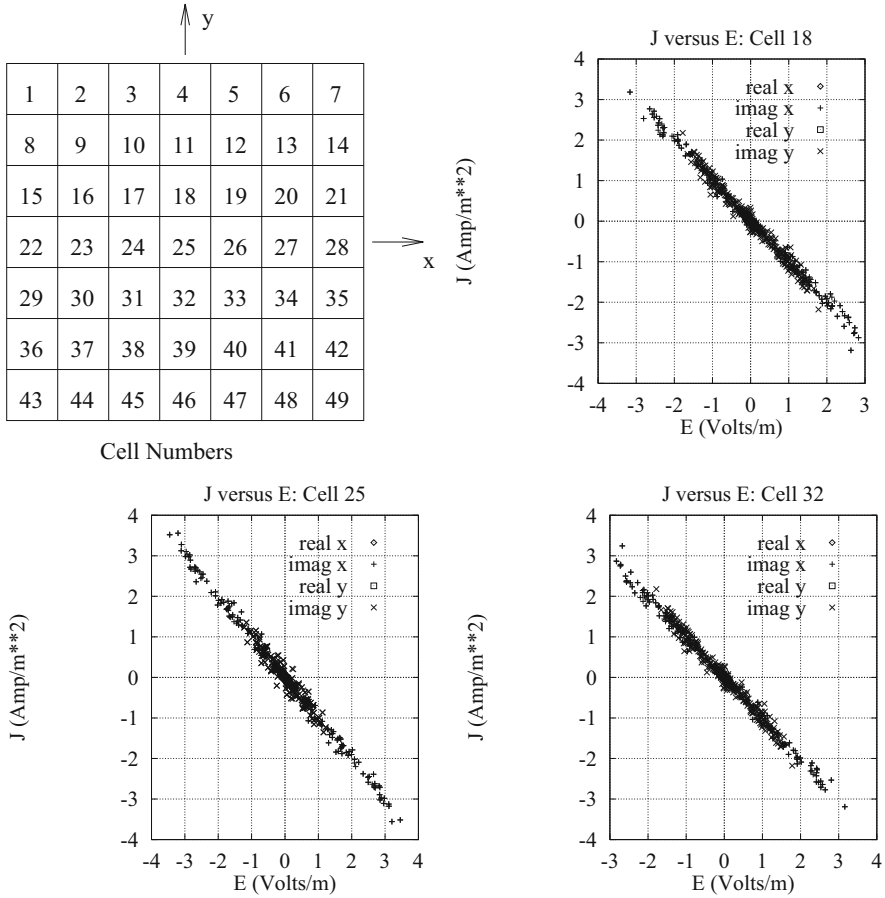 y
1 2 3 4 5 6 7
8 9 10 11 12 13 14
15 16 17 18 19 20 21
22 23 24 25 26 27 28
29 30 31 32 33 34 35
36 37 38 39 40 41 42
43 44 45 46 47 48 49
x
Cell Numbers
J versus E: Cell 18
real x
imag x
real y
imag y
4
3
2
1
0
-1
-2
-3
-4
-4 -3 -2 -1 0 1 2 3
J (Amp/m**2)
E (Volts/m)
J versus E: Cell 25
real x
imag x
real y
imag y
4
3
2
1
0
-1
-2
-3
-4
-4 -3 -2 -1 0 1 2 3 4
J (Amp/m**2)
E (Volts/m)
J versus E: Cell 32
real x
imag x
real y
imag y
4
3
2
1
0
-1
-2
-3
-4
-3 -2 -1 0 1 2 3 4
J (Amp/m**2)
E (Volts/m)